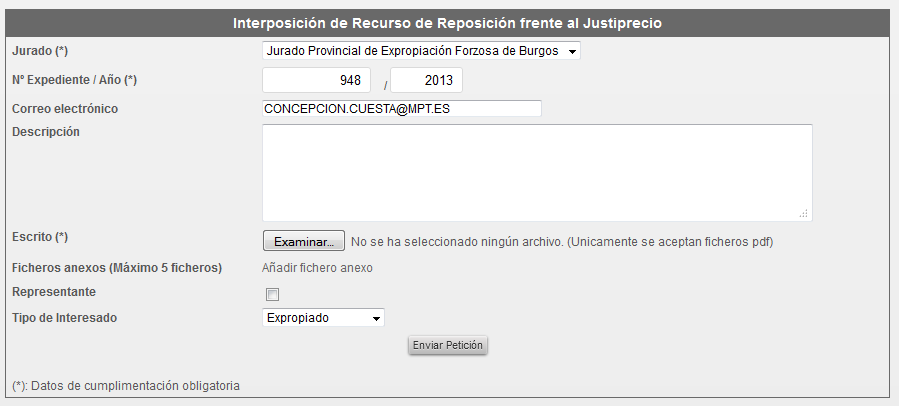 Interposición de Recurso de Reposición frente al Justiprecio
Jurado (*) Jurado Provincial de Expropiación Forzosa de Burgos
Nº Expediente / Año (*) 948 / 2013
Correo electrónico CONCEPCION.CUESTA@MPT.ES
Descripción
Escrito (*) Examinar... No se ha seleccionado ningún archivo. (Unicamente se aceptan ficheros pdf)
Ficheros anexos (Máximo 5 ficheros) Añadir fichero anexo
Representante
Tipo de Interesado Expropiado
Enviar Petición
(*): Datos de cumplimentación obligatoria